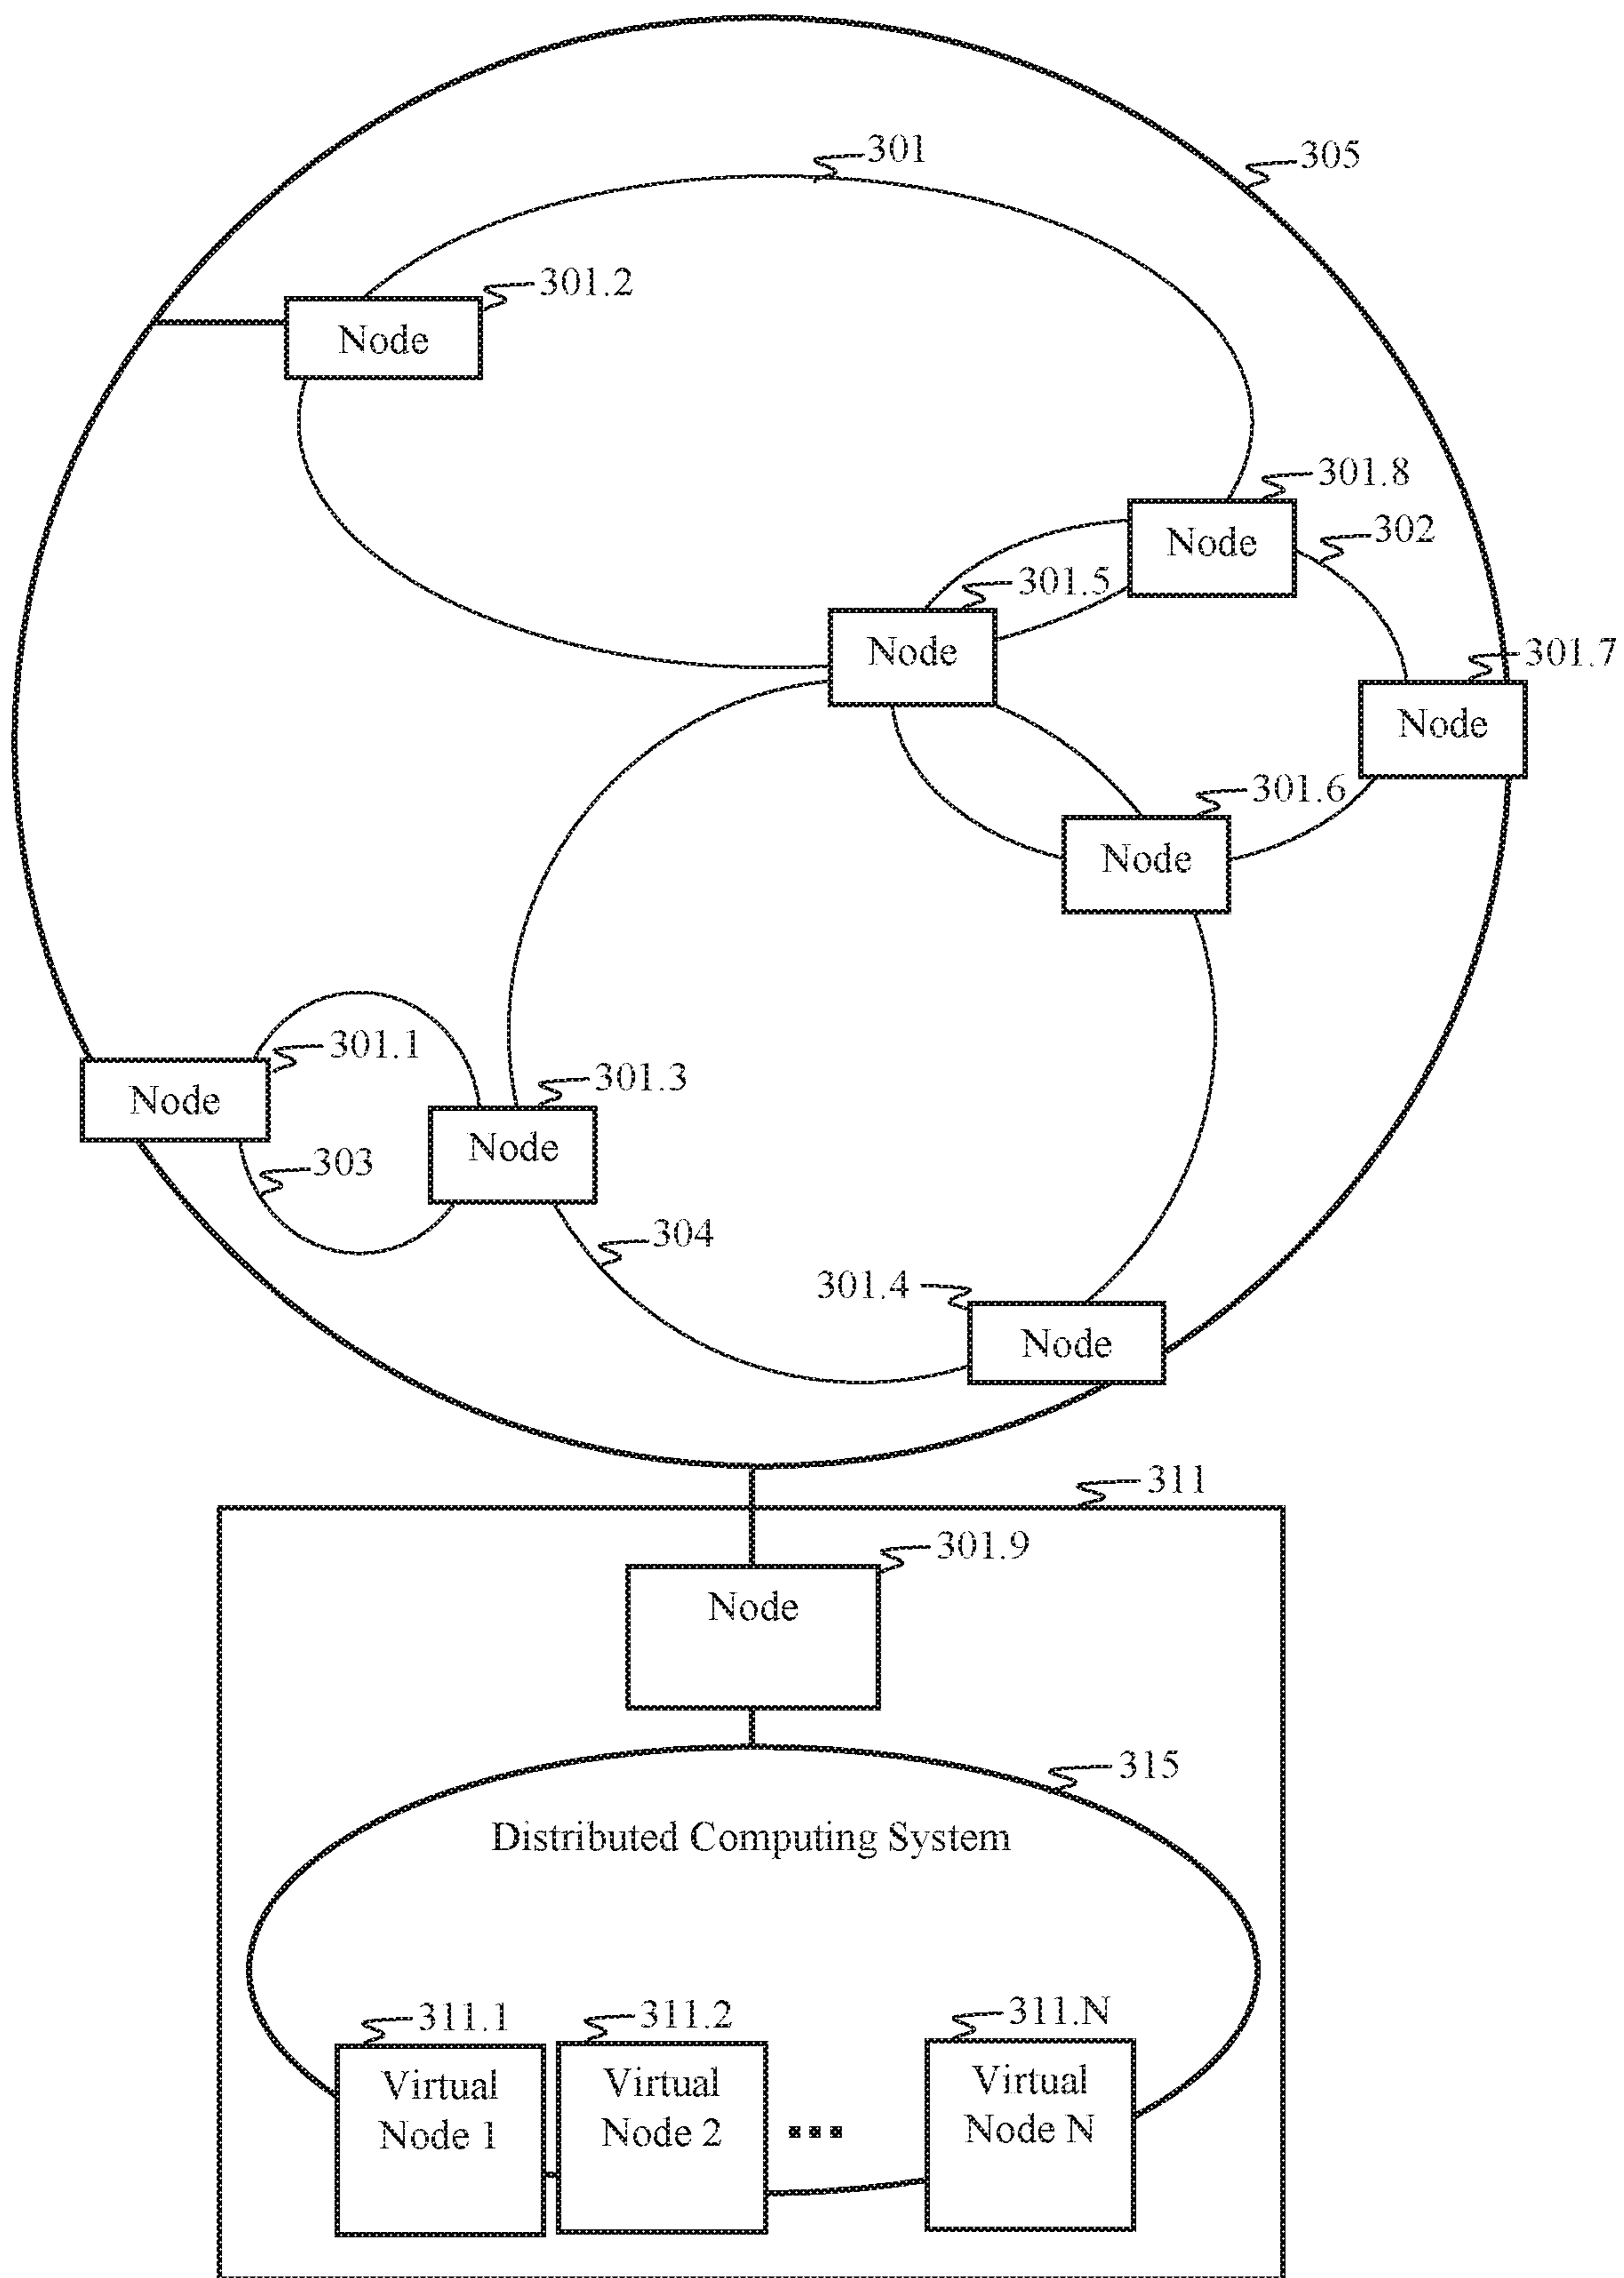 301
305
301.2
Node
301.8
Node
302
301.5
Node
301.7
Node
301.6
Node
301.1
Node
301.3
Node
303
304
301.4
Node
311
301.9
Node
315
Distributed Computing System
311.1
Virtual
Node 1
311.2
Virtual
Node 2
...
311.N
Virtual
Node N